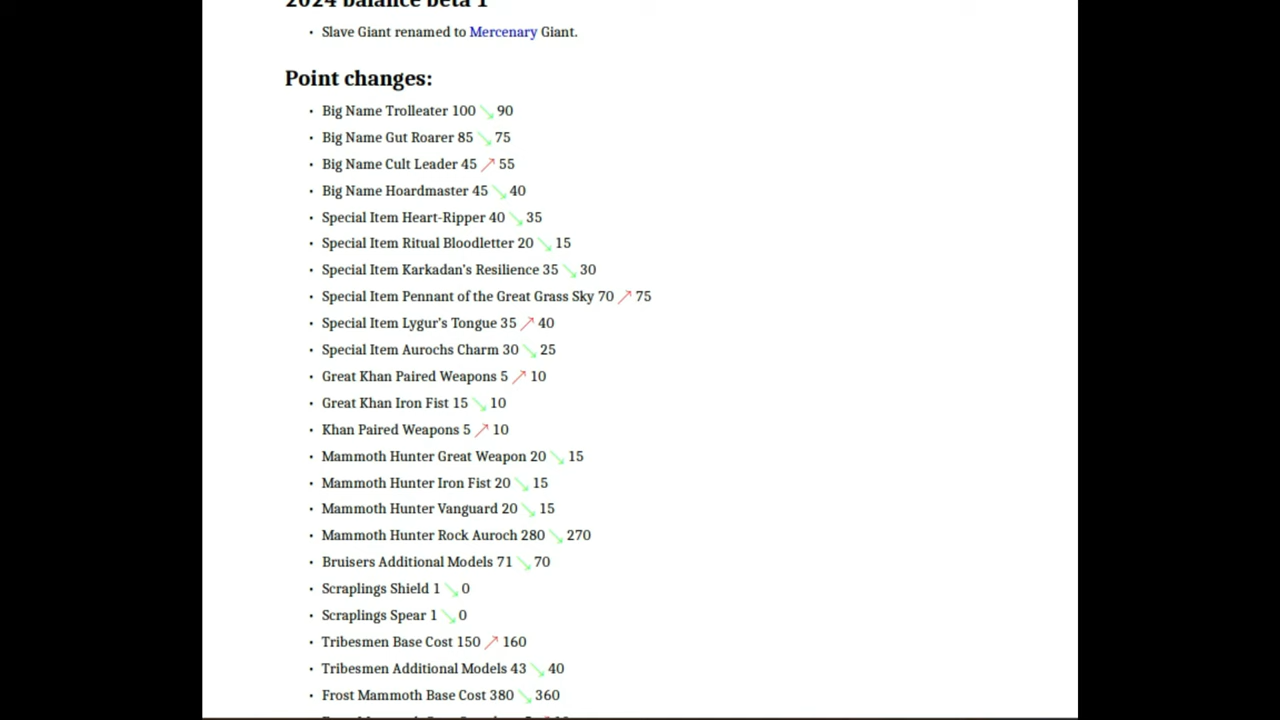 2024 balance beta 1
• Slave Giant renamed to Mercenary Giant.
Point changes:
• Big Name Trolleater 100 ↘ 90
• Big Name Gut Roarer 85 ↘ 75
• Big Name Cult Leader 45 ↗ 55
• Big Name Hoardmaster 45 ↘ 40
• Special Item Heart-Ripper 40 ↘ 35
• Special Item Ritual Bloodletter 20 ↘ 15
• Special Item Karkadan's Resilience 35 ↘ 30
• Special Item Pennant of the Great Grass Sky 70 ↗ 75
• Special Item Lygur's Tongue 35 ↗ 40
• Special Item Aurochs Charm 30 ↘ 25
• Great Khan Paired Weapons 5 ↗ 10
• Great Khan Iron Fist 15 ↘ 10
• Khan Paired Weapons 5 ↗ 10
• Mammoth Hunter Great Weapon 20 ↘ 15
• Mammoth Hunter Iron Fist 20 ↘ 15
• Mammoth Hunter Vanguard 20 ↘ 15
• Mammoth Hunter Rock Auroch 280 ↘ 270
• Bruisers Additional Models 71 ↘ 70
• Scraplings Shield 1 ↘ 0
• Scraplings Spear 1 ↘ 0
• Tribesmen Base Cost 150 ↗ 160
• Tribesmen Additional Models 43 ↘ 40
• Frost Mammoth Base Cost 380 ↘ 360